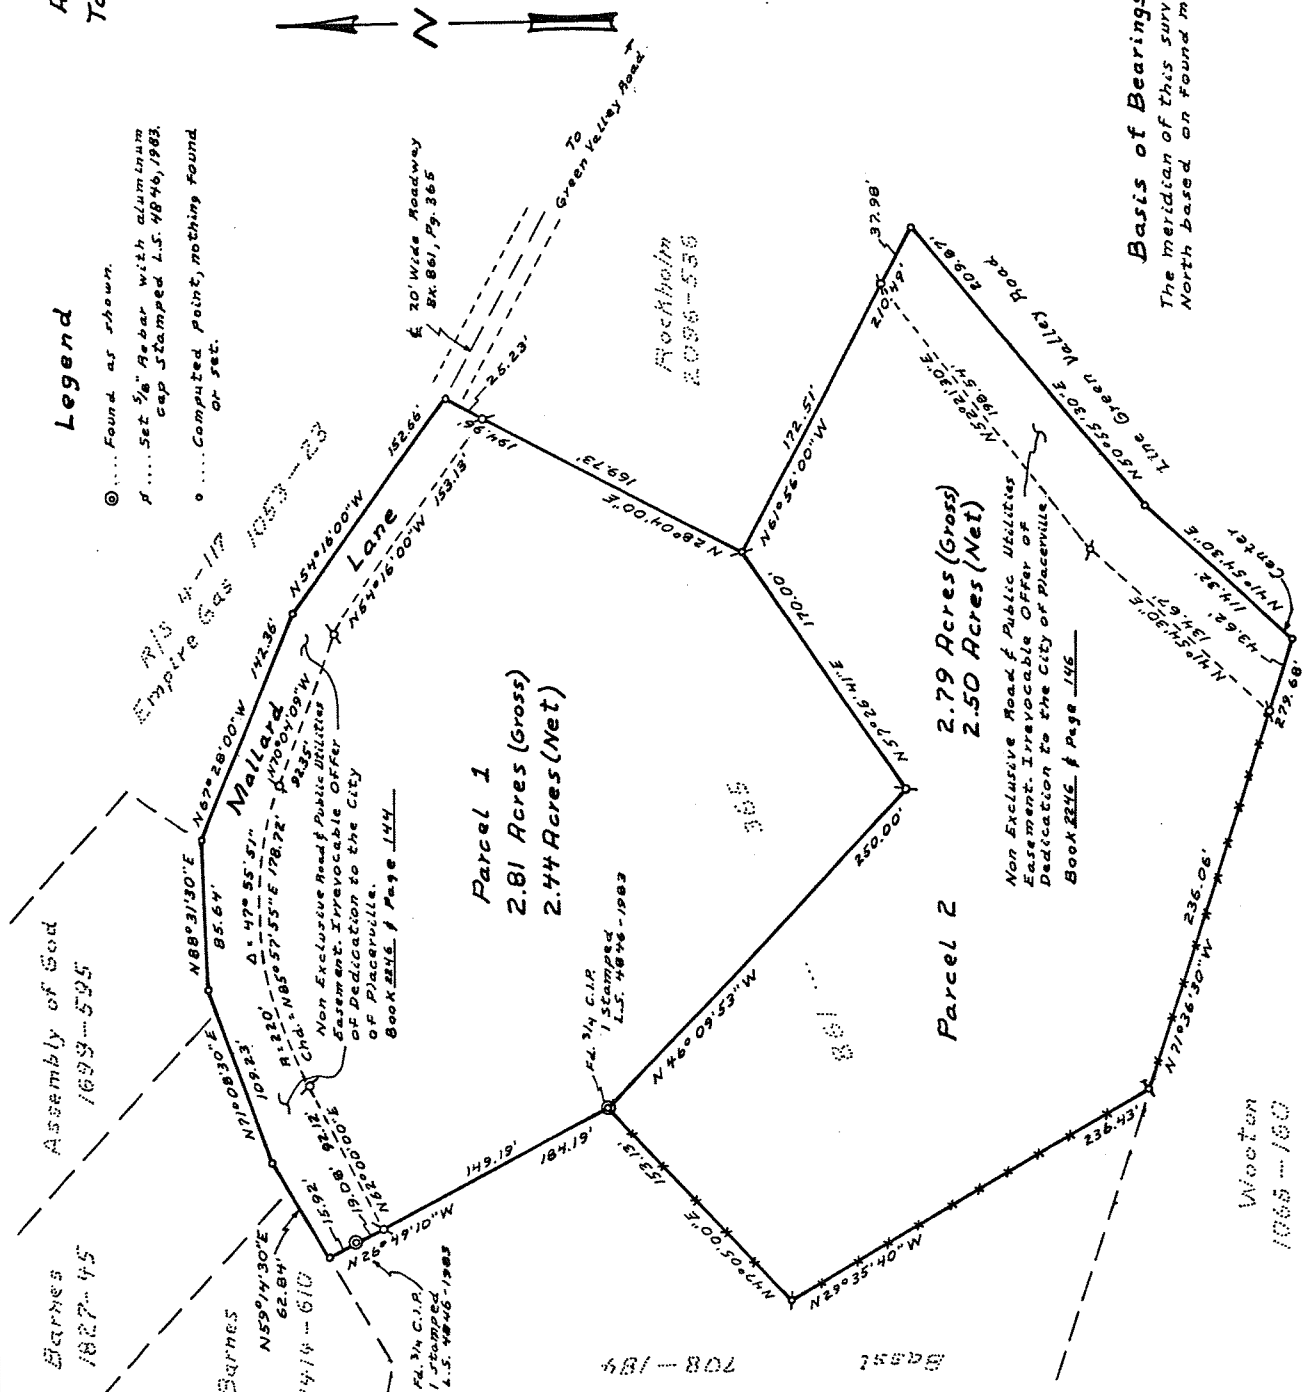 N
Legend
◎ .... Found as shown.
ø .... Set 5/8" Rebar with aluminum
cap stamped L.S. 4846, 1983.
o .... Computed point, nothing found
or set.
Basis of Bearings
The meridian of this surv
North based on found m
To
Green Valley Road
℄ 20' Wide Roadway
Bk. 861, Pg. 365
Rockholm
2096-536
R/S 4-117
Empire Gas 1053-23
Assembly of God
1699-595
Barnes
1827-45
Barnes
1414-610
N59°14'30"E
62.84'
N71°08'30"E
109.23'
N88°31'30"E
85.64'
N67°28'00"W 142.36'
N54°16'00"W 152.66'
Mallard Lane
N54°16'00"W 153.13'
25.23'
194.96'
169.73'
N28°04'00"E
(N70°04'09"W
92.35'
Δ = 47°55'51"
R=220'
Chd. = N85°57'55"E 178.72'
92.12'
N62°00'00"E
15.92'
19.08'
N26°49'01"W
149.19'
184.19'
Fd. 3/4 C.I.P.
1 stamped
L.S. 4846-1983
Non Exclusive Road & Public Utilities
Easement. Irrevocable Offer
of Dedication to the City
of Placerville.
Book 2246 & Page 144
Parcel 1
2.81 Acres (Gross)
2.44 Acres (Net)
Fd. 3/4 C.I.P.
1 stamped
L.S. 4846-1983
N46°09'53"W
250.00'
N57°26'41"E
170.00'
N61°56'00"W
172.51'
210.49'
37.98'
209.87'
N50°55'30"E
Center Line Green Valley Road
N52°21'30"E
198.54'
N41°54'30"E
134.67'
N41°54'30"E
114.32'
43.62'
279.68'
236.06'
N71°36'30"W
2.79 Acres (Gross)
2.50 Acres (Net)
Non Exclusive Road & Public Utilities
Easement. Irrevocable Offer of
Dedication to the City of Placerville
Book 2246 & Page 146
Parcel 2
861 ... 365
153.13'
N47°05'00"E
N29°35'40"W
236.43'
708-184
Bassi
Wooton
1066-160